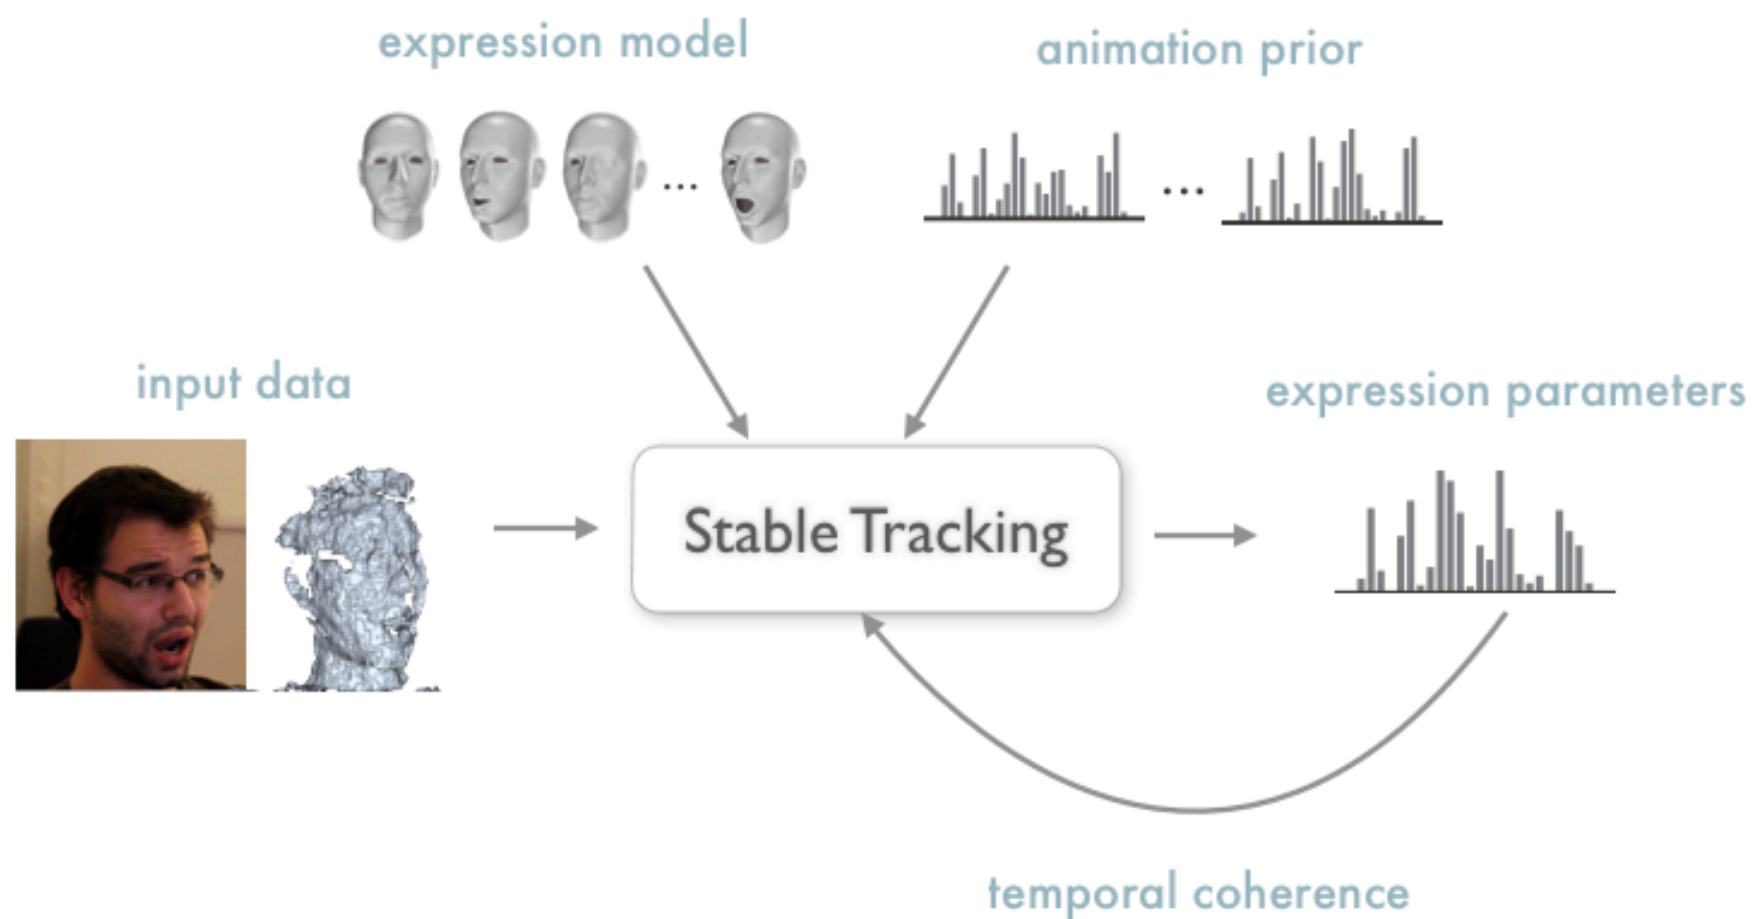 expression model
animation prior
...
...
input data
expression parameters
Stable Tracking
temporal coherence